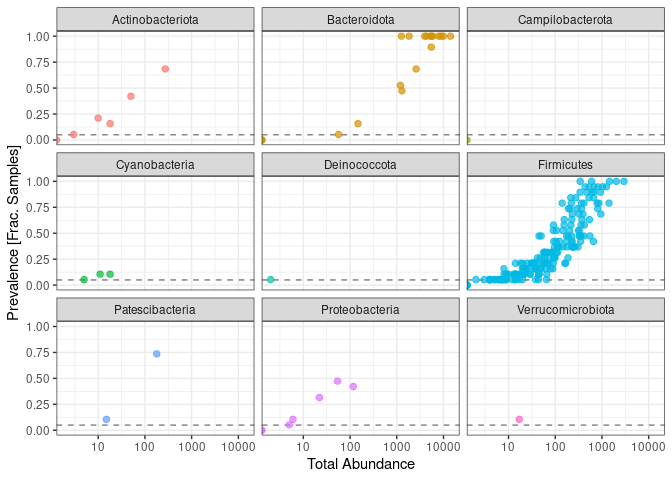 Actinobacteriota Bacteroidota Campilobacterota
1.00
0.75
0.50
0.25
0.00
Cyanobacteria Deinococcota Firmicutes
1.00
0.75
0.50
0.25
0.00
Patescibacteria Proteobacteria Verrucomicrobiota
1.00
0.75
0.50
0.25
0.00
10 100 1000 10000 10 100 1000 10000 10 100 1000 10000
Total Abundance
Prevalence [Frac. Samples]